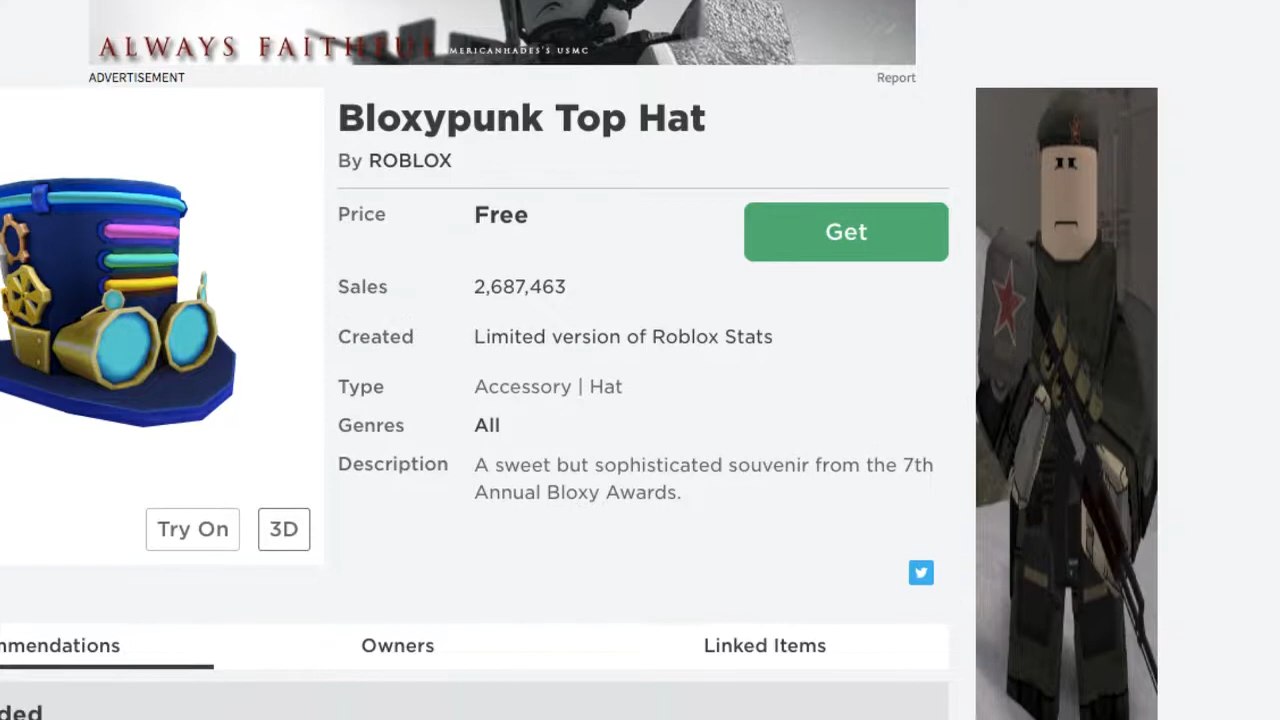 ALWAYS FAITHFUL
AMERICANHADES'S USMC
ADVERTISEMENT
Report
Bloxypunk Top Hat
By ROBLOX
Price
Free
Get
Sales
2,687,463
Created
Limited version of Roblox Stats
Type
Accessory | Hat
Genres
All
Description
A sweet but sophisticated souvenir from the 7th
Annual Bloxy Awards.
Try On
3D
mmendations
Owners
Linked Items
ded